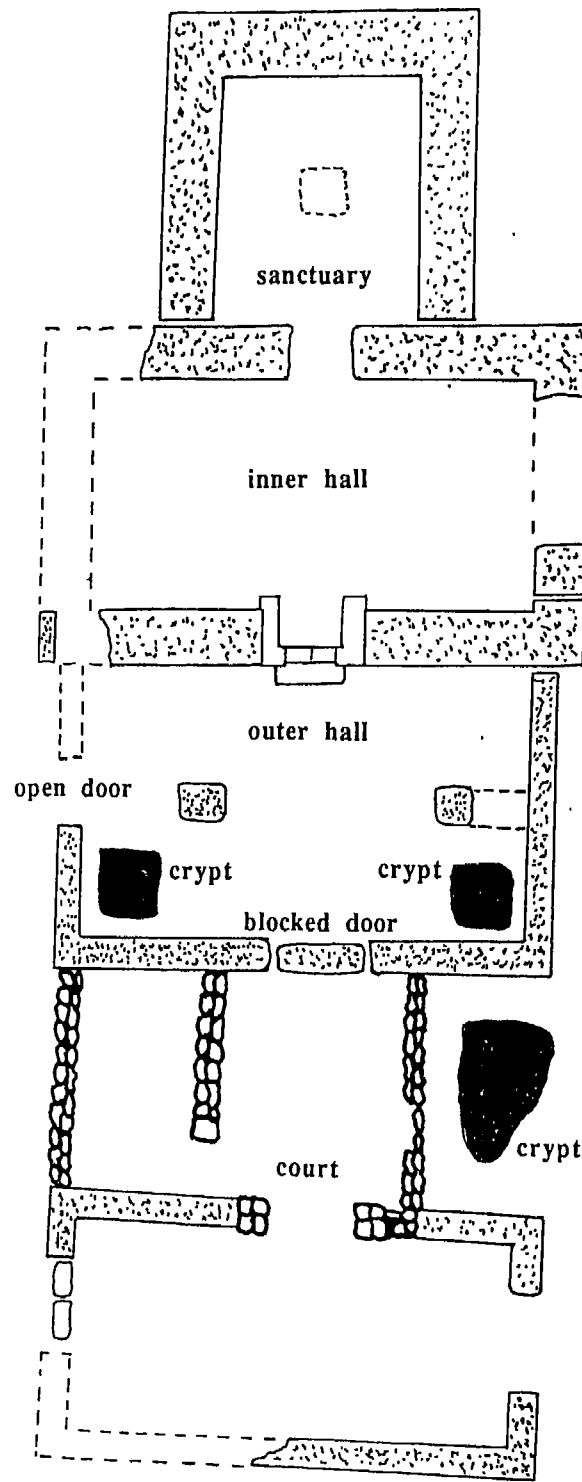 sanctuary
inner hall
outer hall
open door
crypt
crypt
blocked door
court
crypt